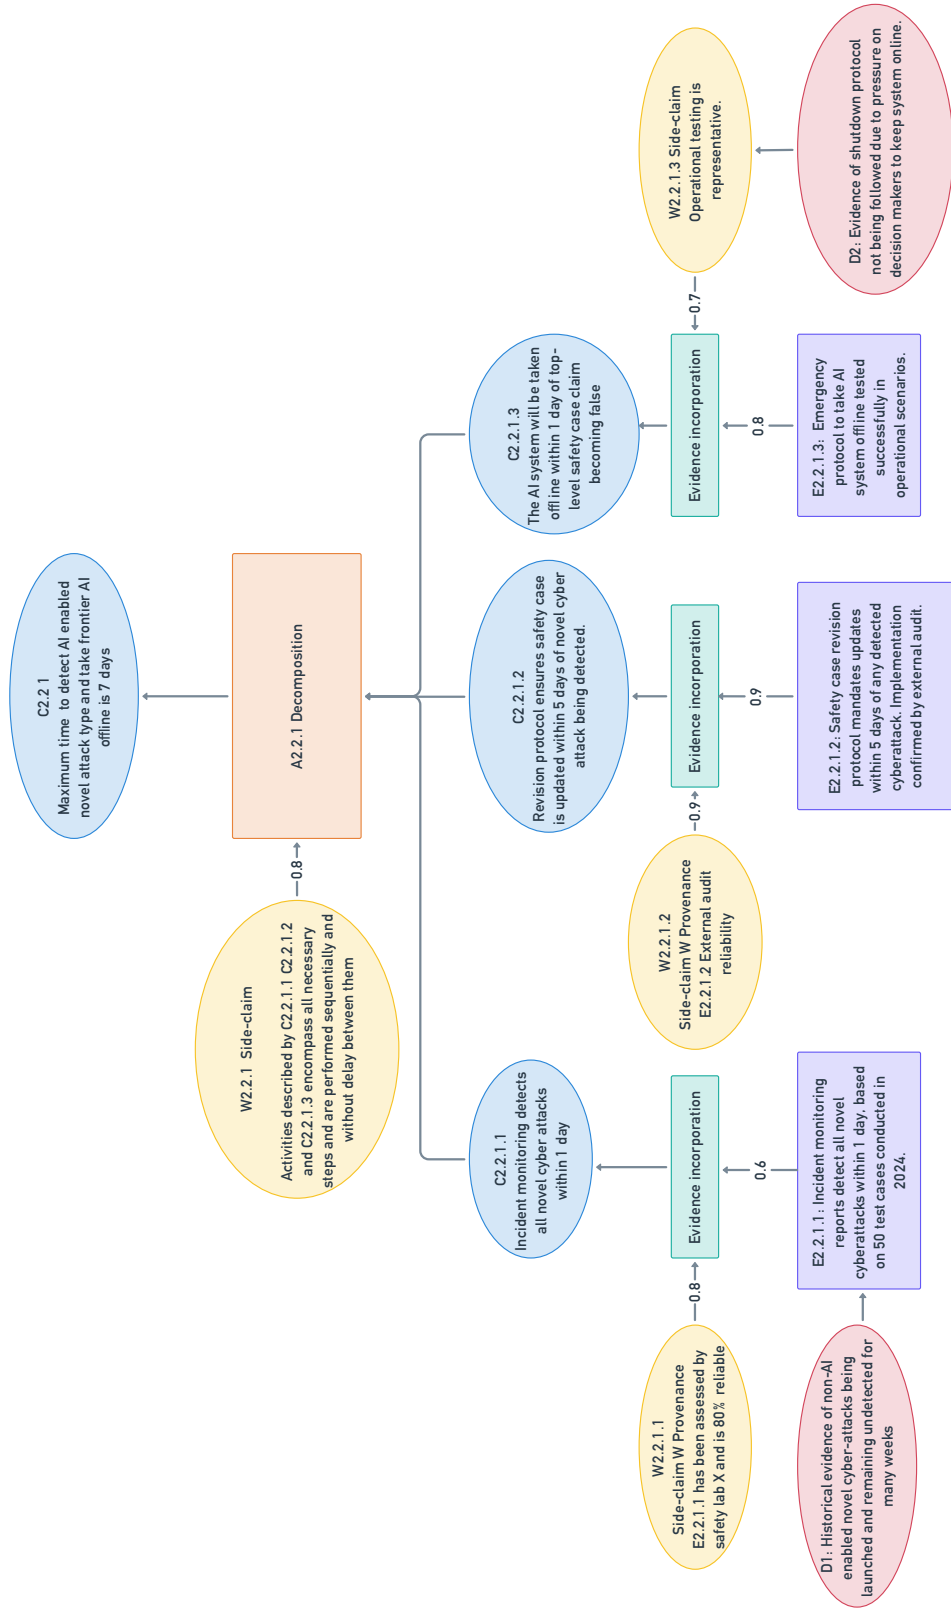 C2.2 1
Maximum time to detect AI enabled
novel attack type and take frontier AI
offline is 7 days
W2.2.1 Side-claim
Activities described by C2.2.1.1 C2.2.1.2
and C2.2.1.3 encompass all necessary
steps and are performed sequentially and
without delay between them
0.8
A2.2.1 Decomposition
C2.2.1.1
Incident monitoring detects
all novel cyber attacks
within 1 day
C2.2.1.2
Revision protocol ensures safety case
is updated within 5 days of novel cyber
attack being detected.
C2.2.1.3
The AI system will be taken
offline within 1 day of top-
level safety case claim
becoming false
W2.2.1.1
Side-claim W Provenance
E2.2.1.1 has been assessed by
safety lab X and is 80% reliable
0.8
Evidence incorporation
W2.2.1.2
Side-claim W Provenance
E2.2.1.2 External audit
reliability
0.9
Evidence incorporation
Evidence incorporation
0.7
W2.2.1.3 Side-claim
Operational testing is
representative.
0.6
0.9
0.8
D1: Historical evidence of non-AI
enabled novel cyber-attacks being
launched and remaining undetected for
many weeks
E2.2.1.1: Incident monitoring
reports detect all novel
cyberattacks within 1 day, based
on 50 test cases conducted in
2024.
E2.2.1.2: Safety case revision
protocol mandates updates
within 5 days of any detected
cyberattack. Implementation
confirmed by external audit.
E2.2.1.3: Emergency
protocol to take AI
system offline tested
successfully in
operational scenarios.
D2: Evidence of shutdown protocol
not being followed due to pressure on
decision makers to keep system online.